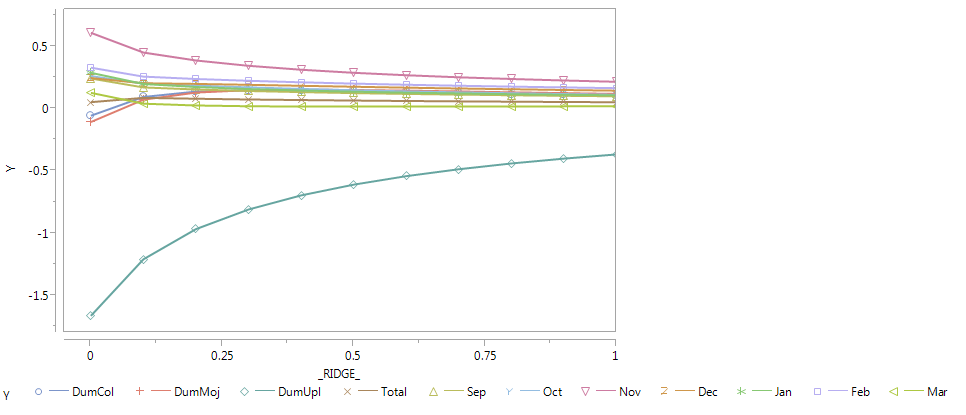 0.5
0
Y
-0.5
-1
-1.5
0 0.25 0.5 0.75 1
_RIDGE_
Y DumCol DumMoj DumUpl Total Sep Oct Nov Dec Jan Feb Mar